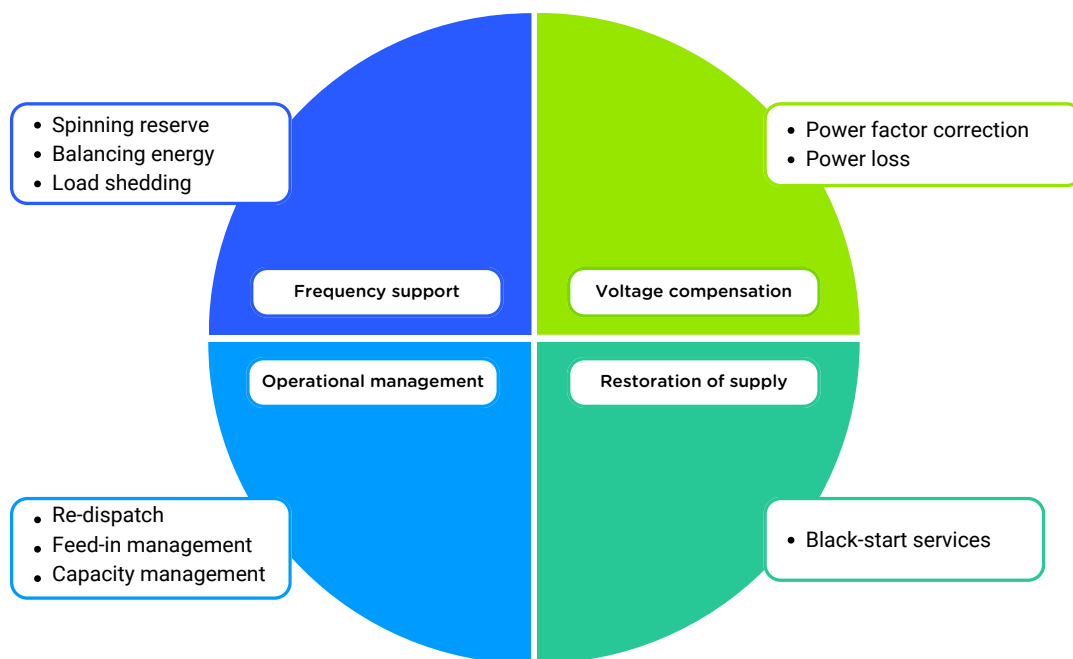 • Spinning reserve
• Balancing energy
• Load shedding
Frequency support
• Power factor correction
• Power loss
Voltage compensation
Operational management
• Re-dispatch
• Feed-in management
• Capacity management
Restoration of supply
• Black-start services